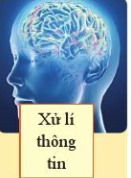 Xử lí
thông
tin